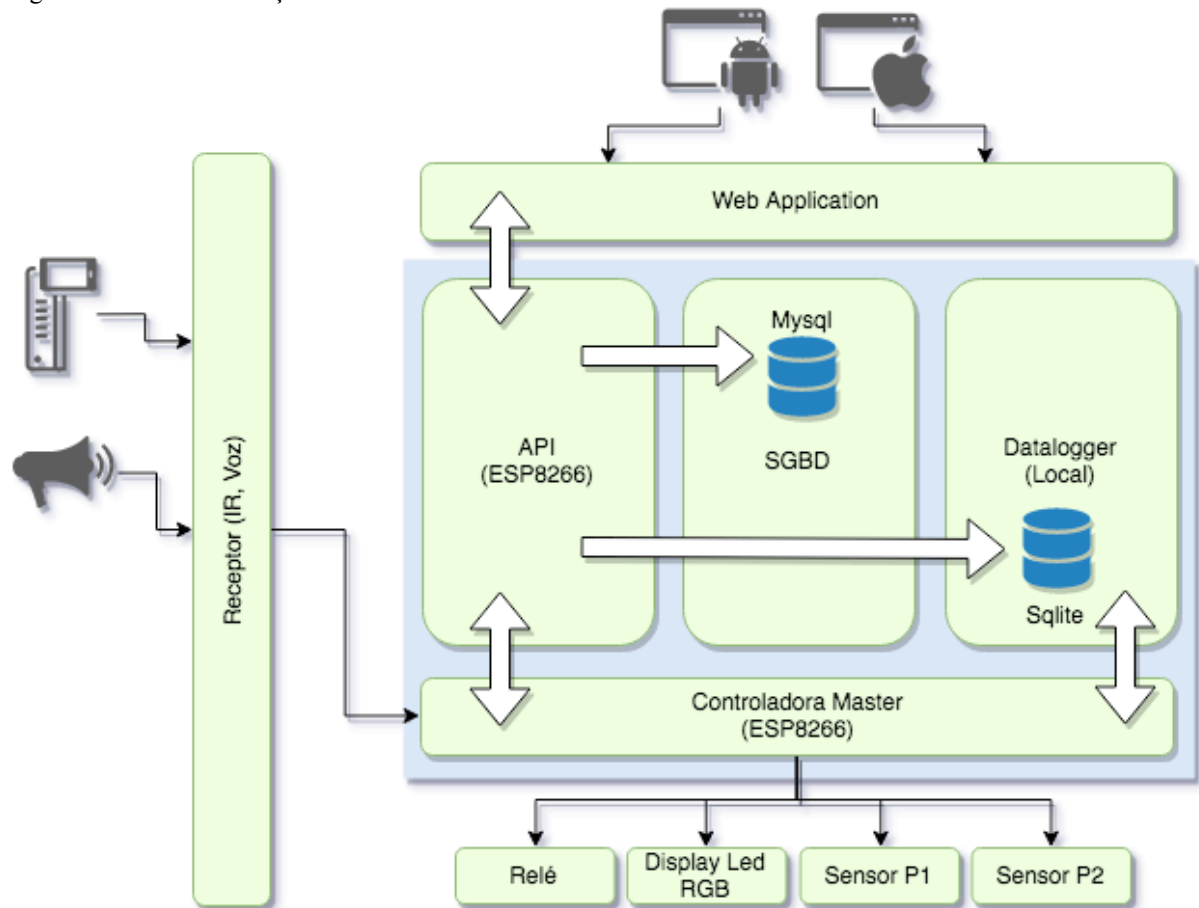 Web Application
Mysql
API
(ESP8266)
SGBD
Datalogger
(Local)
Sqlite
Receptor (IR, Voz)
Controladora Master
(ESP8266)
Relé
Display Led
RGB
Sensor P1
Sensor P2